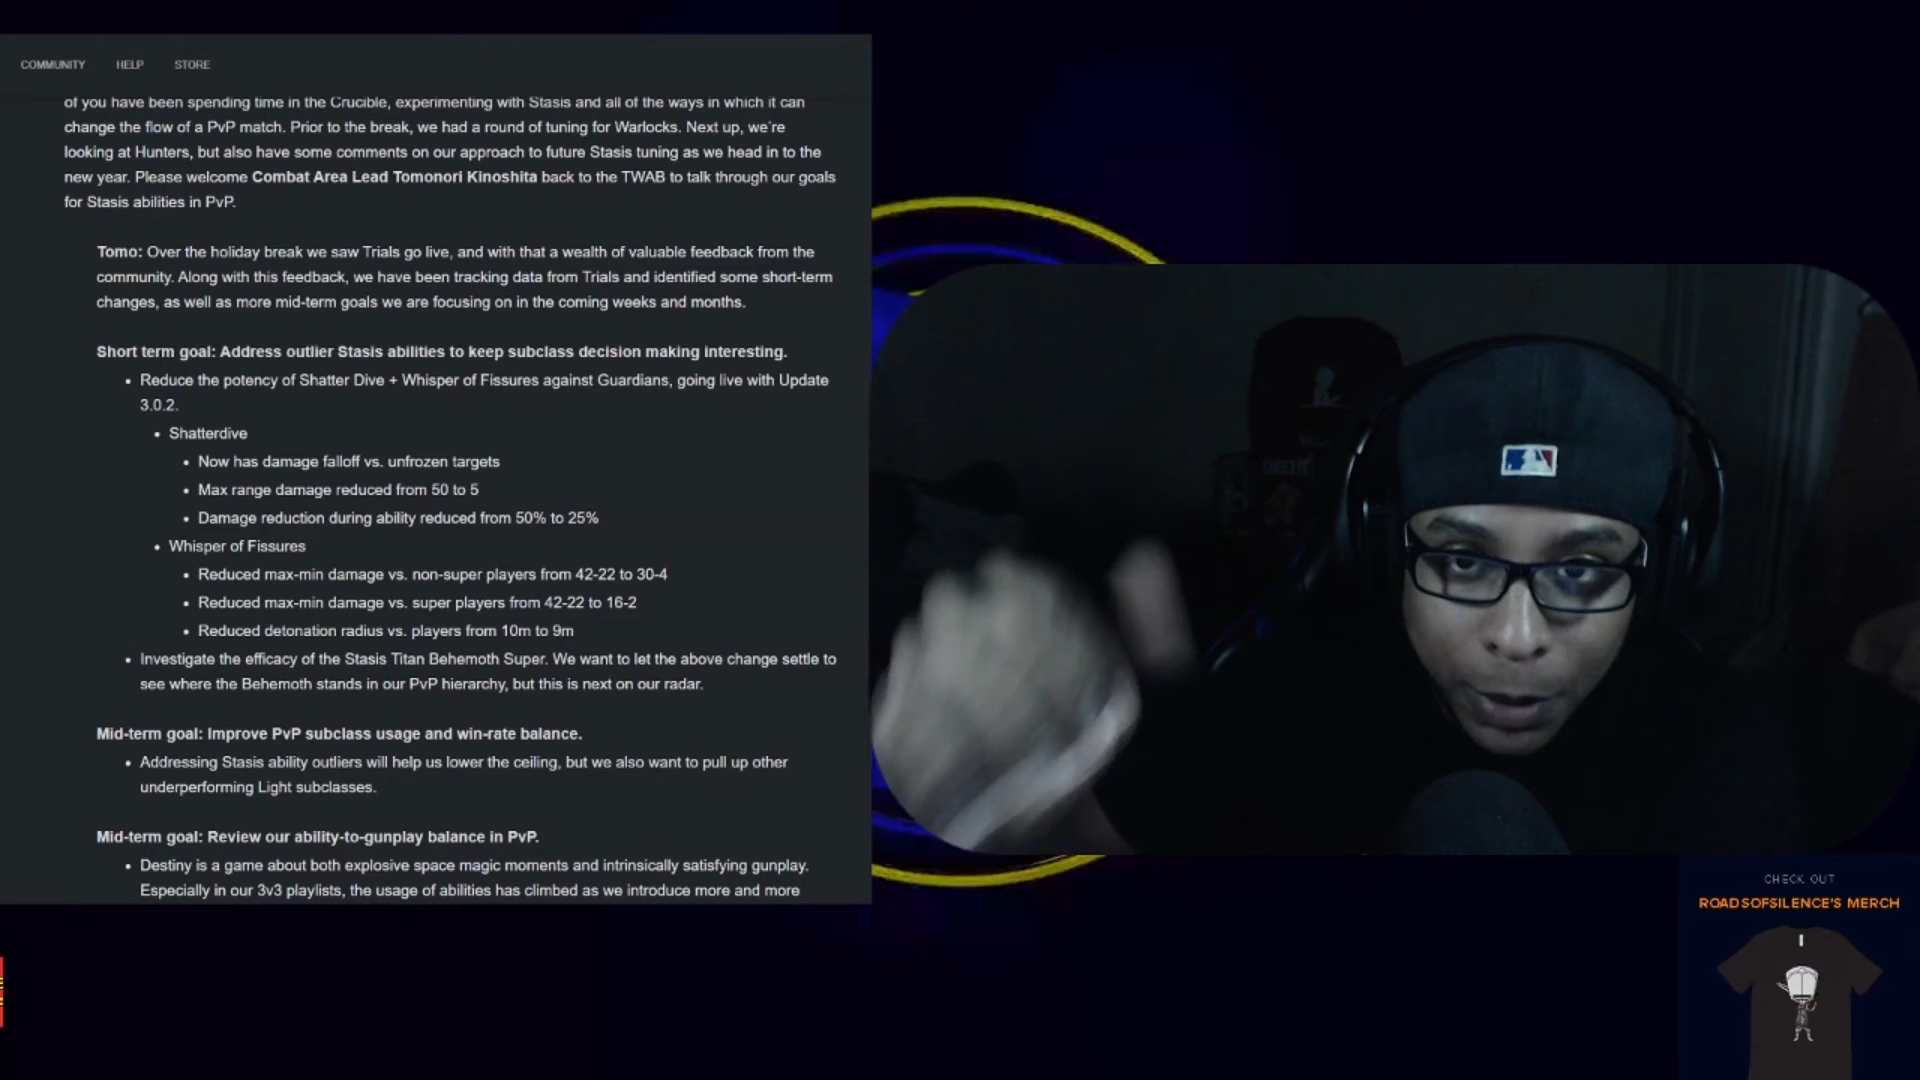 COMMUNITY HELP STORE
of you have been spending time in the Crucible, experimenting with Stasis and all of the ways in which it can
change the flow of a PvP match. Prior to the break, we had a round of tuning for Warlocks. Next up, we're
looking at Hunters, but also have some comments on our approach to future Stasis tuning as we head in to the
new year. Please welcome Combat Area Lead Tomonori Kinoshita back to the TWAB to talk through our goals
for Stasis abilities in PvP.
Tomo: Over the holiday break we saw Trials go live, and with that a wealth of valuable feedback from the
community. Along with this feedback, we have been tracking data from Trials and identified some short-term
changes, as well as more mid-term goals we are focusing on in the coming weeks and months.
Short term goal: Address outlier Stasis abilities to keep subclass decision making interesting.
• Reduce the potency of Shatter Dive + Whisper of Fissures against Guardians, going live with Update
3.0.2.
• Shatterdive
• Now has damage falloff vs. unfrozen targets
• Max range damage reduced from 50 to 5
• Damage reduction during ability reduced from 50% to 25%
• Whisper of Fissures
• Reduced max-min damage vs. non-super players from 42-22 to 30-4
• Reduced max-min damage vs. super players from 42-22 to 16-2
• Reduced detonation radius vs. players from 10m to 9m
• Investigate the efficacy of the Stasis Titan Behemoth Super. We want to let the above change settle to
see where the Behemoth stands in our PvP hierarchy, but this is next on our radar.
Mid-term goal: Improve PvP subclass usage and win-rate balance.
• Addressing Stasis ability outliers will help us lower the ceiling, but we also want to pull up other
underperforming Light subclasses.
Mid-term goal: Review our ability-to-gunplay balance in PvP.
• Destiny is a game about both explosive space magic moments and intrinsically satisfying gunplay.
Especially in our 3v3 playlists, the usage of abilities has climbed as we introduce more and more
CHECK OUT
ROADSOFSILENCE'S MERCH